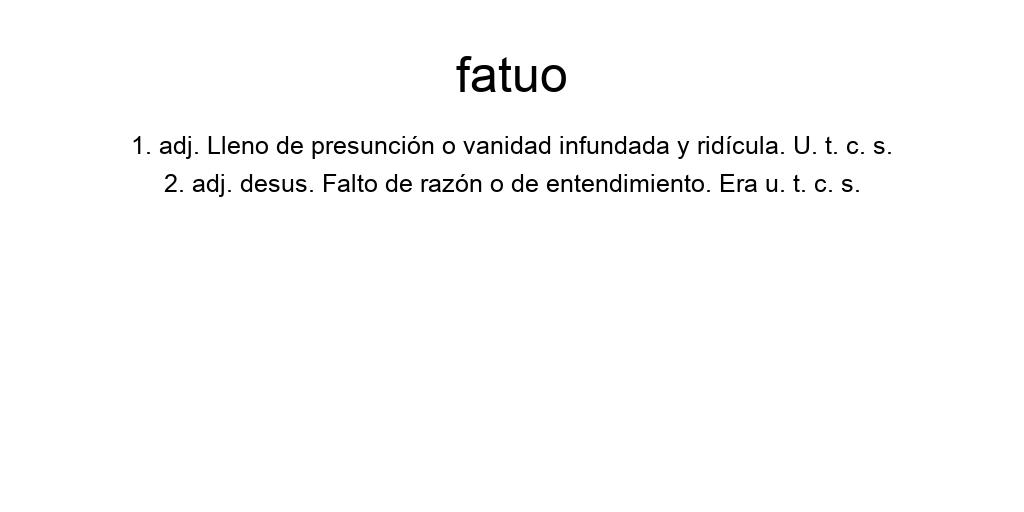 fatuo
1. adj. Lleno de presunción o vanidad infundada y ridícula. U. t. c. s.
2. adj. desus. Falto de razón o de entendimiento. Era u. t. c. s.